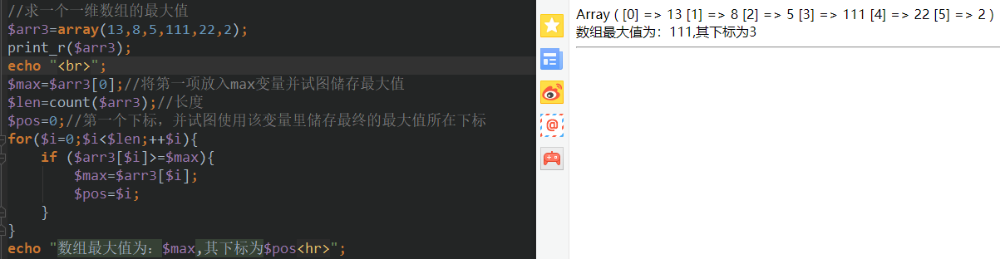 //求一个一维数组的最大值
$arr3=array(13,8,5,111,22,2);
print_r($arr3);
echo "<br>";
$max=$arr3[0];//将第一项放入max变量并试图储存最大值
$len=count($arr3);//长度
$pos=0;//第一个下标，并试图使用该变量里储存最终的最大值所在下标
for($i=0;$i<$len;++$i){
    if ($arr3[$i]>=$max){
        $max=$arr3[$i];
        $pos=$i;
    }
}
echo "数组最大值为：$max,其下标为$pos<hr>";
Array ( [0] => 13 [1] => 8 [2] => 5 [3] => 111 [4] => 22 [5] => 2 )
数组最大值为：111,其下标为3